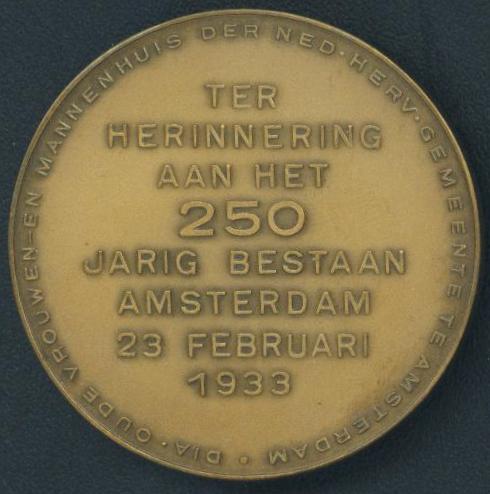 DIA· OUDE VROUWEN-EN MANNENHUIS DER NED·HERV·GEMEENTE TE AMSTERDAM ·
TER
HERINNERING
AAN HET
250
JARIG BESTAAN
AMSTERDAM
23 FEBRUARI
1933